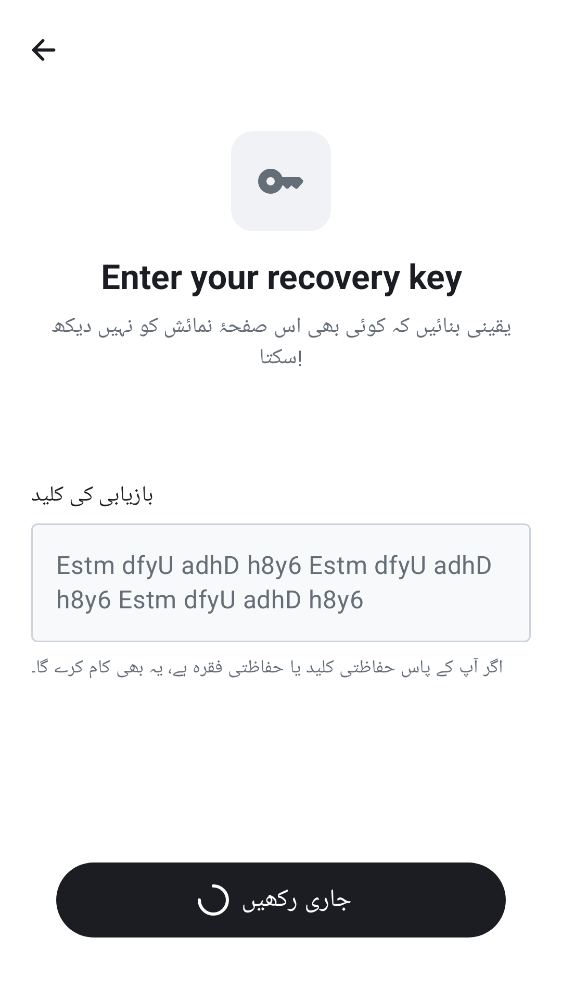 Enter your recovery key
یقینی بنائیں کہ کوئی بھی اس صفحۂ نمائش کو نہیں دیکھ
سکتا!
بازیابی کی کلید
Estm dfyU adhD h8y6 Estm dfyU adhD
h8y6 Estm dfyU adhD h8y6
اگر آپ کے پاس حفاظتی کلید یا حفاظتی فقرہ ہے، یہ بھی کام کرے گا۔
جاری رکھیں